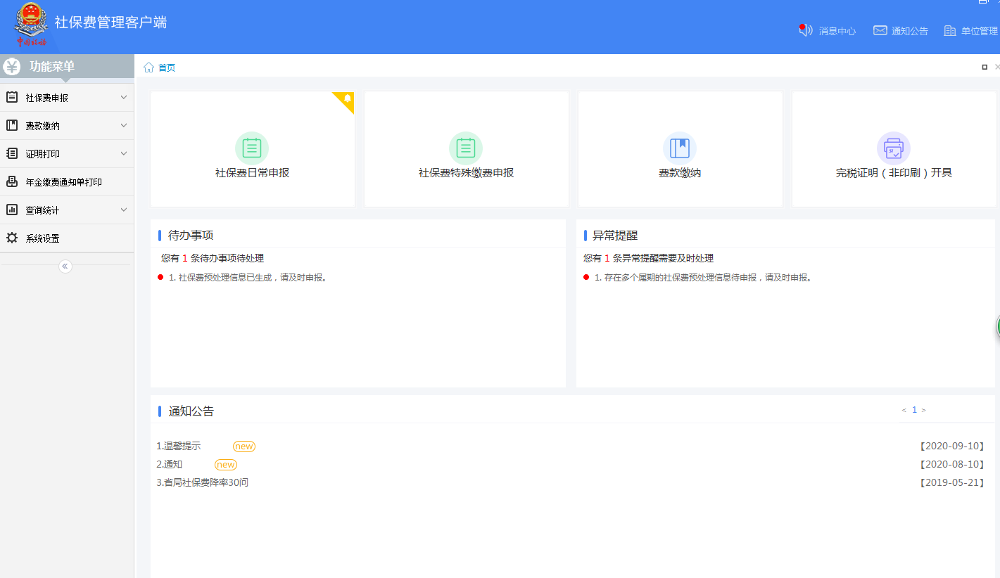 社保费管理客户端
中国税务
消息中心 通知公告 单位管理
功能菜单
首页
社保费申报
费款缴纳
证明打印
年金缴费通知单打印
查询统计
系统设置
社保费日常申报
社保费特殊缴费申报
费款缴纳
完税证明（非印刷）开具
待办事项
您有 1 条待办事项待处理
1. 社保费预处理信息已生成，请及时申报。
异常提醒
您有 1 条异常提醒需要及时处理
1. 存在多个属期的社保费预处理信息待申报，请及时申报。
通知公告
< 1 >
1.温馨提示 new 【2020-09-10】
2.通知 new 【2020-08-10】
3.省局社保费降率30问 【2019-05-21】